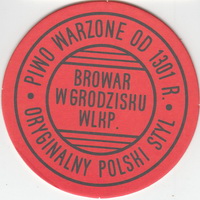 PIWO WARZONE OD 1301 R.
BROWAR
W GRODZISKU
WLKP.
ORYGINALNY POLSKI STYL